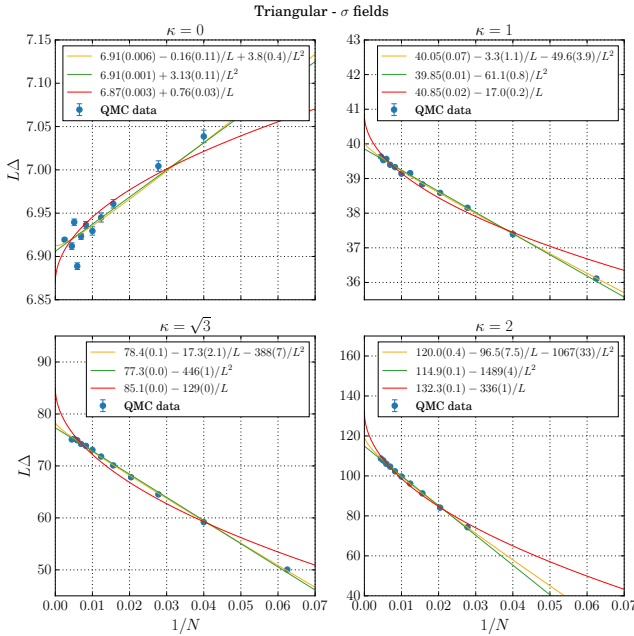 Triangular - σ fields
κ = 0
7.15
7.10
7.05
7.00
6.95
6.90
6.85
LΔ
6.91(0.006) − 0.16(0.11)/L + 3.8(0.4)/L²
6.91(0.001) + 3.13(0.11)/L²
6.87(0.003) + 0.76(0.03)/L
QMC data
κ = 1
43
42
41
40
39
38
37
36
40.05(0.07) − 3.3(1.1)/L − 49.6(3.9)/L²
39.85(0.01) − 61.1(0.8)/L²
40.85(0.02) − 17.0(0.2)/L
QMC data
κ = √3
90
80
70
60
50
LΔ
78.4(0.1) − 17.3(2.1)/L − 388(7)/L²
77.3(0.0) − 446(1)/L²
85.1(0.0) − 129(0)/L
QMC data
0.00 0.01 0.02 0.03 0.04 0.05 0.06 0.07
1/N
κ = 2
160
140
120
100
80
60
40
120.0(0.4) − 96.5(7.5)/L − 1067(33)/L²
114.9(0.1) − 1489(4)/L²
132.3(0.1) − 336(1)/L
QMC data
0.00 0.01 0.02 0.03 0.04 0.05 0.06 0.07
1/N